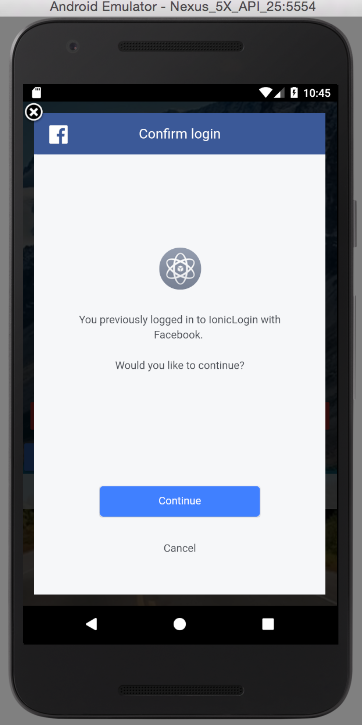 Android Emulator - Nexus_5X_API_25:5554
10:45
Confirm login
You previously logged in to IonicLogin with
Facebook.
Would you like to continue?
Continue
Cancel